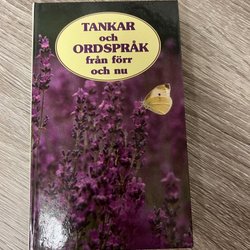 TANKAR
och
ORDSPRÅK
från förr
och nu